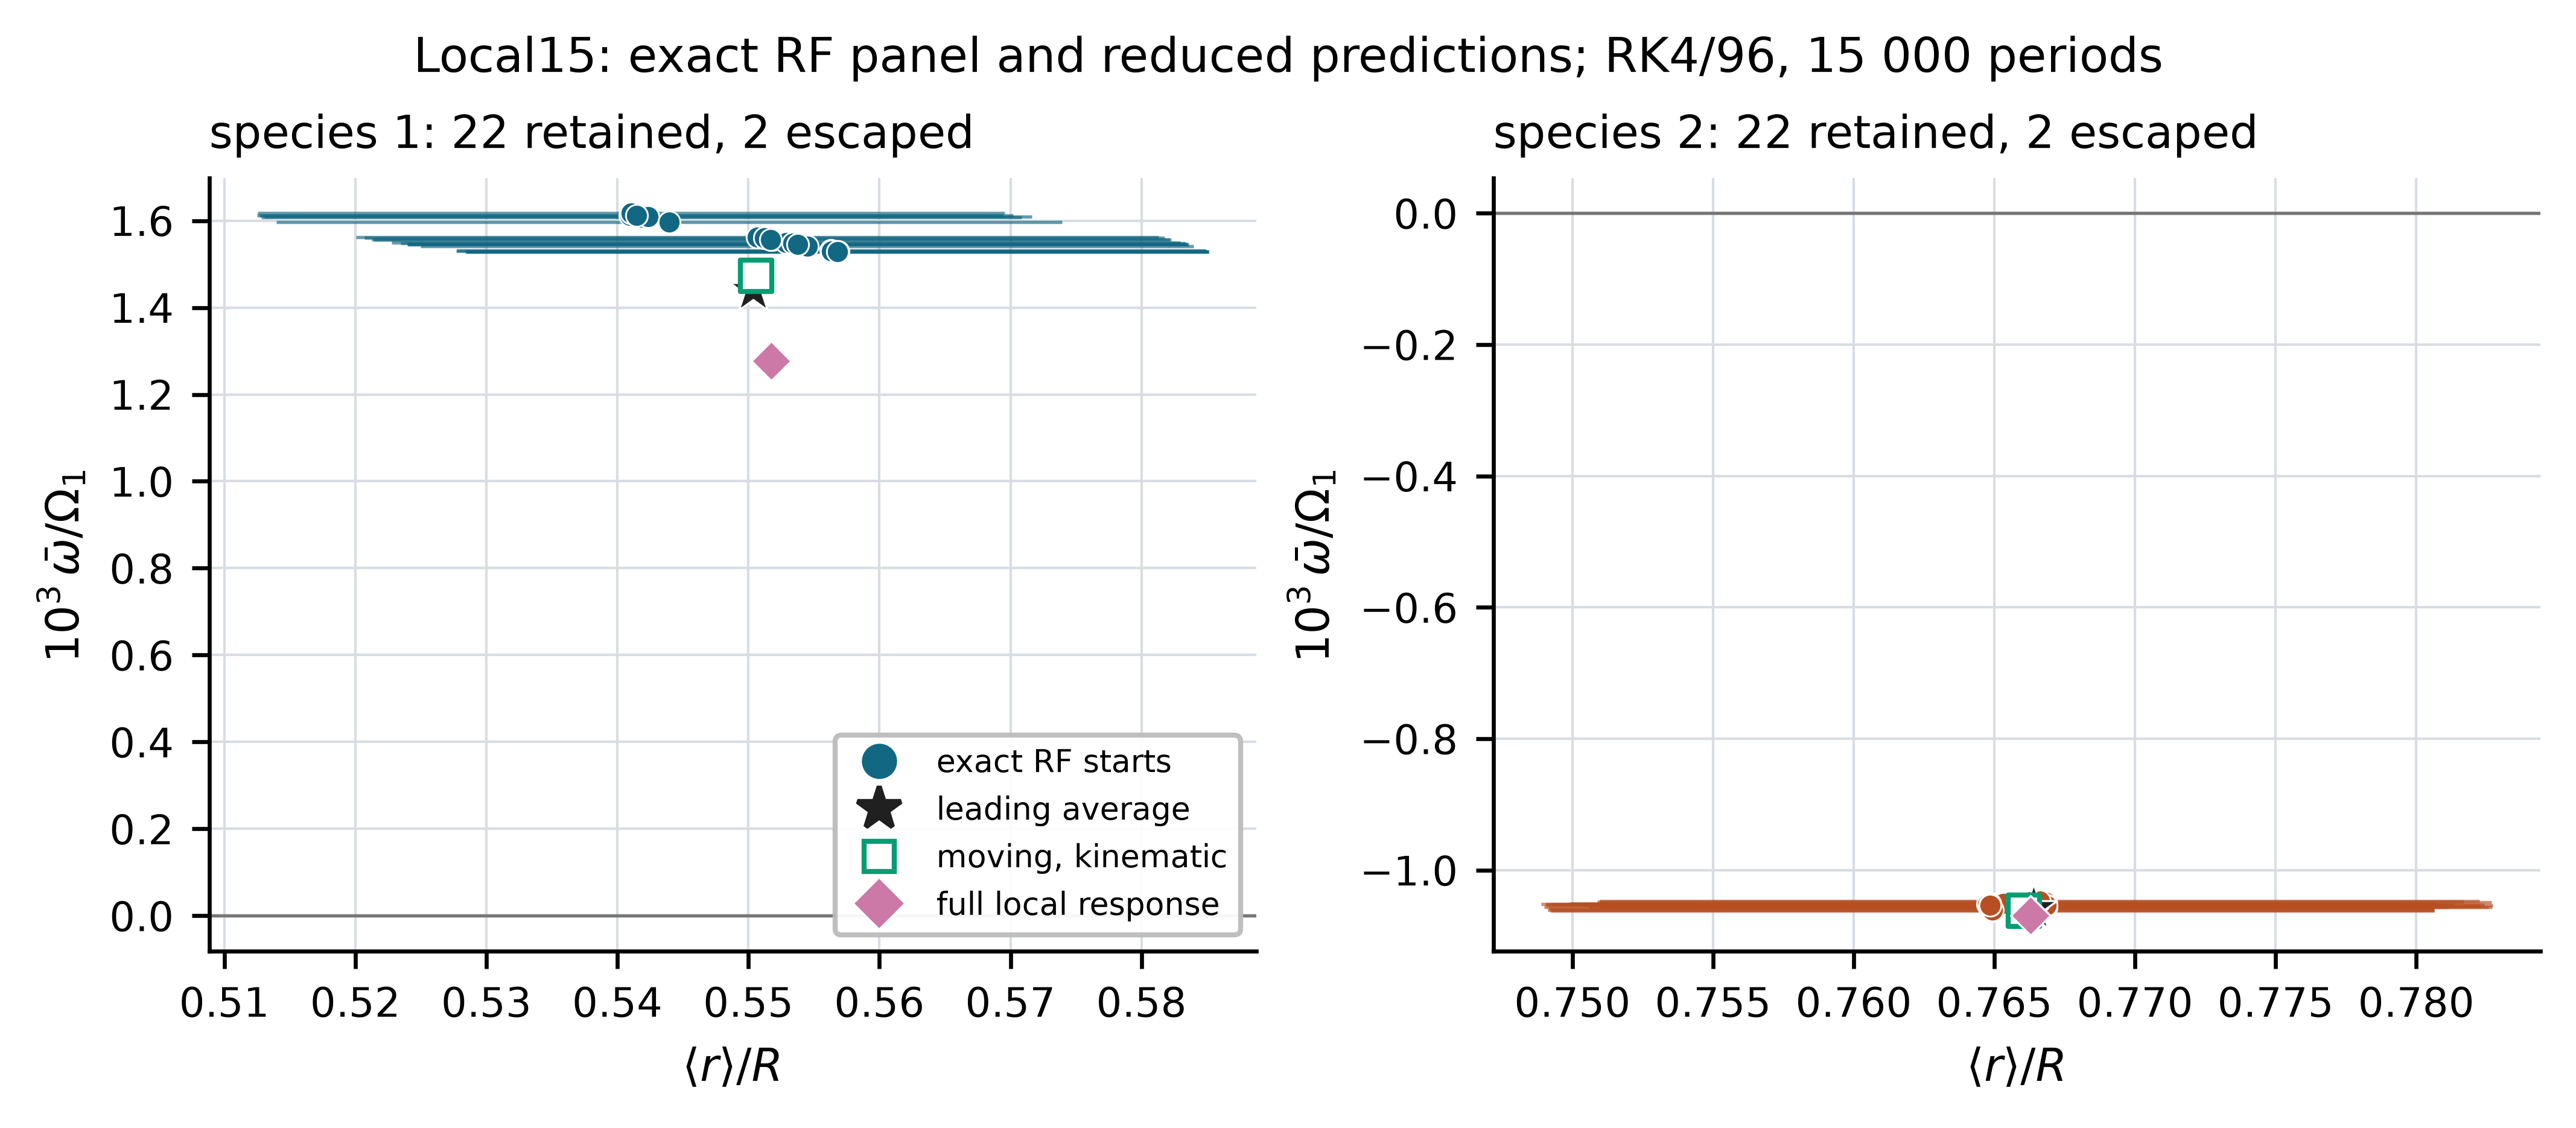 Local15: exact RF panel and reduced predictions; RK4/96, 15 000 periods
species 1: 22 retained, 2 escaped
1.6
1.4
1.2
1.0
0.8
0.6
0.4
0.2
0.0
10³ ω̄/Ω₁
0.51 0.52 0.53 0.54 0.55 0.56 0.57 0.58
⟨r⟩/R
exact RF starts
leading average
moving, kinematic
full local response
species 2: 22 retained, 2 escaped
0.0
−0.2
−0.4
−0.6
−0.8
−1.0
10³ ω̄/Ω₁
0.750 0.755 0.760 0.765 0.770 0.775 0.780
⟨r⟩/R